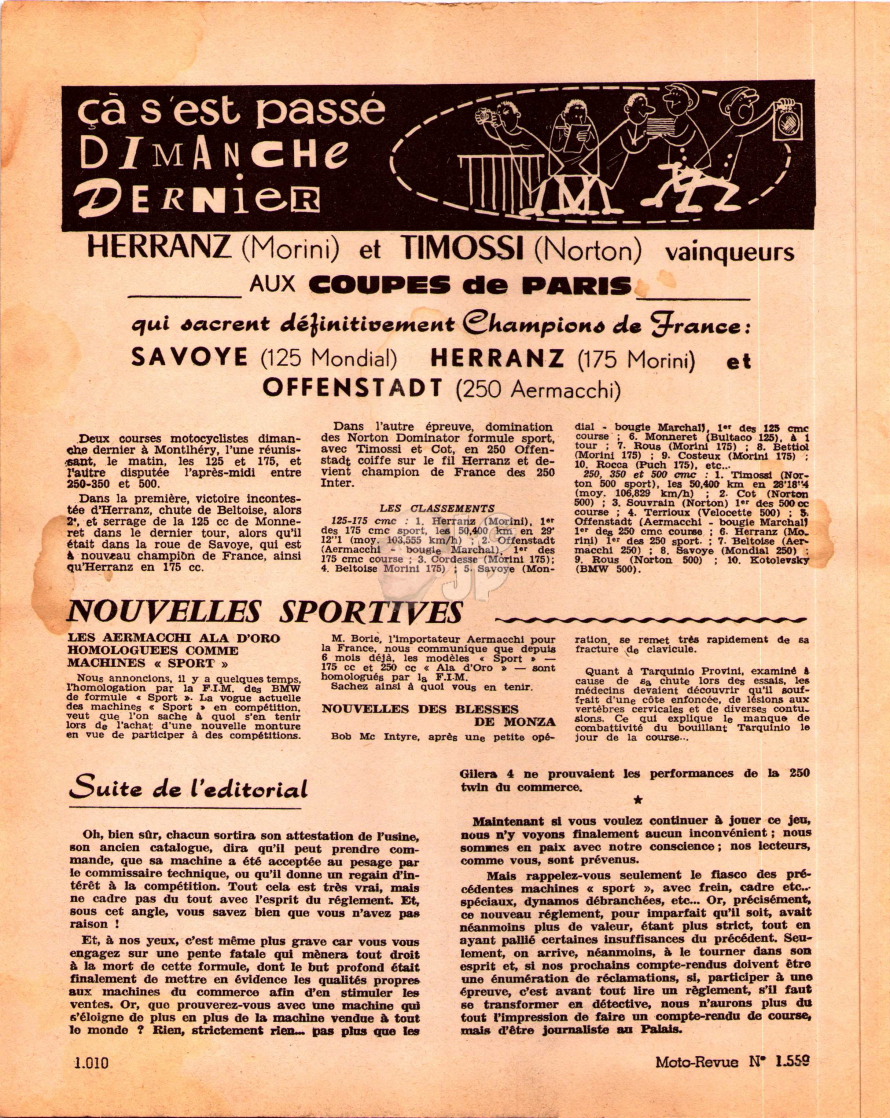 çà s'est passé
DIMANCHE
DERNIER
HERRANZ (Morini) et TIMOSSI (Norton) vainqueurs
AUX COUPES de PARIS
qui sacrent définitivement Champions de France :
SAVOYE (125 Mondial) HERRANZ (175 Morini) et
OFFENSTADT (250 Aermacchi)
Deux courses motocyclistes diman-
che dernier à Montlhéry, l'une réunis-
sant, le matin, les 125 et 175, et
l'autre disputée l'après-midi entre
250-350 et 500.
Dans la première, victoire incontes-
tée d'Herranz, chute de Beltoise, alors
2e, et serrage de la 125 cc de Monne-
ret dans le dernier tour, alors qu'il
était dans la roue de Savoye, qui est
à nouveau champion de France, ainsi
qu'Herranz en 175 cc.
Dans l'autre épreuve, domination
des Norton Dominator formule sport,
avec Timossi et Cot, en 250 Offen-
stadt coiffe sur le fil Herranz et de-
vient champion de France des 250
Inter.
LES CLASSEMENTS
125-175 cmc : 1. Herranz (Morini), 1er
des 175 cmc sport, les 50,400 km en 29'
12"1 (moy. 103,555 km/h) ; 2. Offenstadt
(Aermacchi - bougie Marchal), 1er des
175 cmc course ; 3. Cordesse (Morini 175);
4. Beltoise Morini 175) ; 5. Savoye (Mon-
dial - bougie Marchal), 1er des 125 cmc
course ; 6. Monneret (Bultaco 125), à 1
tour ; 7. Rous (Morini 175) ; 8. Bettiol
(Morini 175) ; 9. Costeux (Morini 175) ;
10. Rocca (Puch 175), etc...
250, 350 et 500 cmc : 1. Timossi (Nor-
ton 500 sport), les 50,400 km en 28'18"4
(moy. 106,829 km/h) ; 2. Cot (Norton
500) ; 3. Souvrain (Norton) 1er des 500 cc
course ; 4. Terrioux (Velocette 500) ; 5.
Offenstadt (Aermacchi - bougie Marchal)
1er des 250 cmc course ; 6. Herranz (Mo-
rini) 1er des 250 sport. ; 7. Beltoise (Aer-
macchi 250) ; 8. Savoye (Mondial 250) ;
9. Rous (Norton 500) ; 10. Kotolevsky
(BMW 500).
NOUVELLES SPORTIVES
LES AERMACCHI ALA D'ORO
HOMOLOGUEES COMME
MACHINES « SPORT »
Nous annoncions, il y a quelques temps,
l'homologation par la F.I.M. des BMW
de formule « Sport ». La vogue actuelle
des machines « Sport » en compétition,
veut que l'on sache à quoi s'en tenir
lors de l'achat d'une nouvelle monture
en vue de participer à des compétitions.
M. Borie, l'importateur Aermacchi pour
la France, nous communique que depuis
6 mois déjà, les modèles « Sport » —
175 cc et 250 cc « Ala d'Oro » — sont
homologués par la F.I.M.
Sachez ainsi à quoi vous en tenir.
NOUVELLES DES BLESSES
DE MONZA
Bob Mc Intyre, après une petite opé-
ration, se remet très rapidement de sa
fracture de clavicule.
Quant à Tarquinio Provini, examiné à
cause de sa chute lors des essais, les
médecins devaient découvrir qu'il souf-
frait d'une côte enfoncée, de lésions aux
vertèbres cervicales et de diverses contu-
sions. Ce qui explique le manque de
combattivité du bouillant Tarquinio le
jour de la course...
Suite de l'editorial
Oh, bien sûr, chacun sortira son attestation de l'usine,
son ancien catalogue, dira qu'il peut prendre com-
mande, que sa machine a été acceptée au pesage par
le commissaire technique, ou qu'il donne un regain d'in-
térêt à la compétition. Tout cela est très vrai, mais
ne cadre pas du tout avec l'esprit du réglement. Et,
sous cet angle, vous savez bien que vous n'avez pas
raison !
Et, à nos yeux, c'est même plus grave car vous vous
engagez sur une pente fatale qui mènera tout droit
à la mort de cette formule, dont le but profond était
finalement de mettre en évidence les qualités propres
aux machines du commerce afin d'en stimuler les
ventes. Or, que prouverez-vous avec une machine qui
s'éloigne de plus en plus de la machine vendue à tout
le monde ? Rien, strictement rien... pas plus que les
Gilera 4 ne prouvaient les performances de la 250
twin du commerce.
★
Maintenant si vous voulez continuer à jouer ce jeu,
nous n'y voyons finalement aucun inconvénient ; nous
sommes en paix avec notre conscience ; nos lecteurs,
comme vous, sont prévenus.
Mais rappelez-vous seulement le fiasco des pré-
cédentes machines « sport », avec frein, cadre etc...
spéciaux, dynamos débranchées, etc... Or, précisément,
ce nouveau réglement, pour imparfait qu'il soit, avait
néanmoins plus de valeur, étant plus strict, tout en
ayant pallié certaines insuffisances du précédent. Seu-
lement, on arrive, néanmoins, à le tourner dans son
esprit et, si nos prochains compte-rendus doivent être
une énumération de réclamations, si, participer à une
épreuve, c'est avant tout lire un règlement, s'il faut
se transformer en détective, nous n'aurons plus du
tout l'impression de faire un compte-rendu de course,
mais d'être journaliste au Palais.
1.010
Moto-Revue N° 1.559